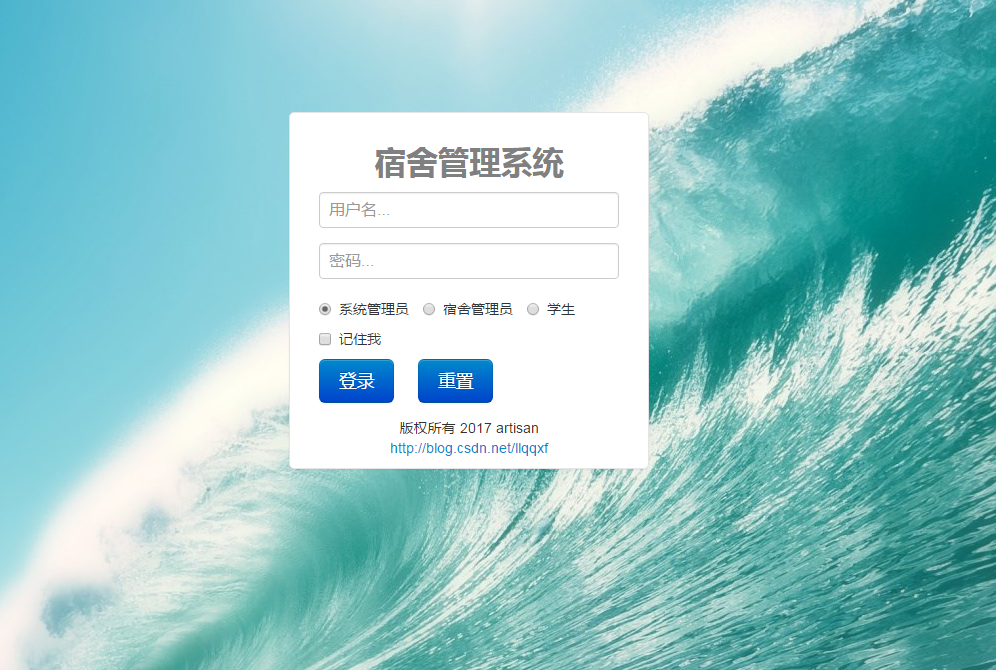 宿舍管理系统
用户名...
密码...
系统管理员 宿舍管理员 学生
记住我
登录 重置
版权所有 2017 artisan
http://blog.csdn.net/llqqxf